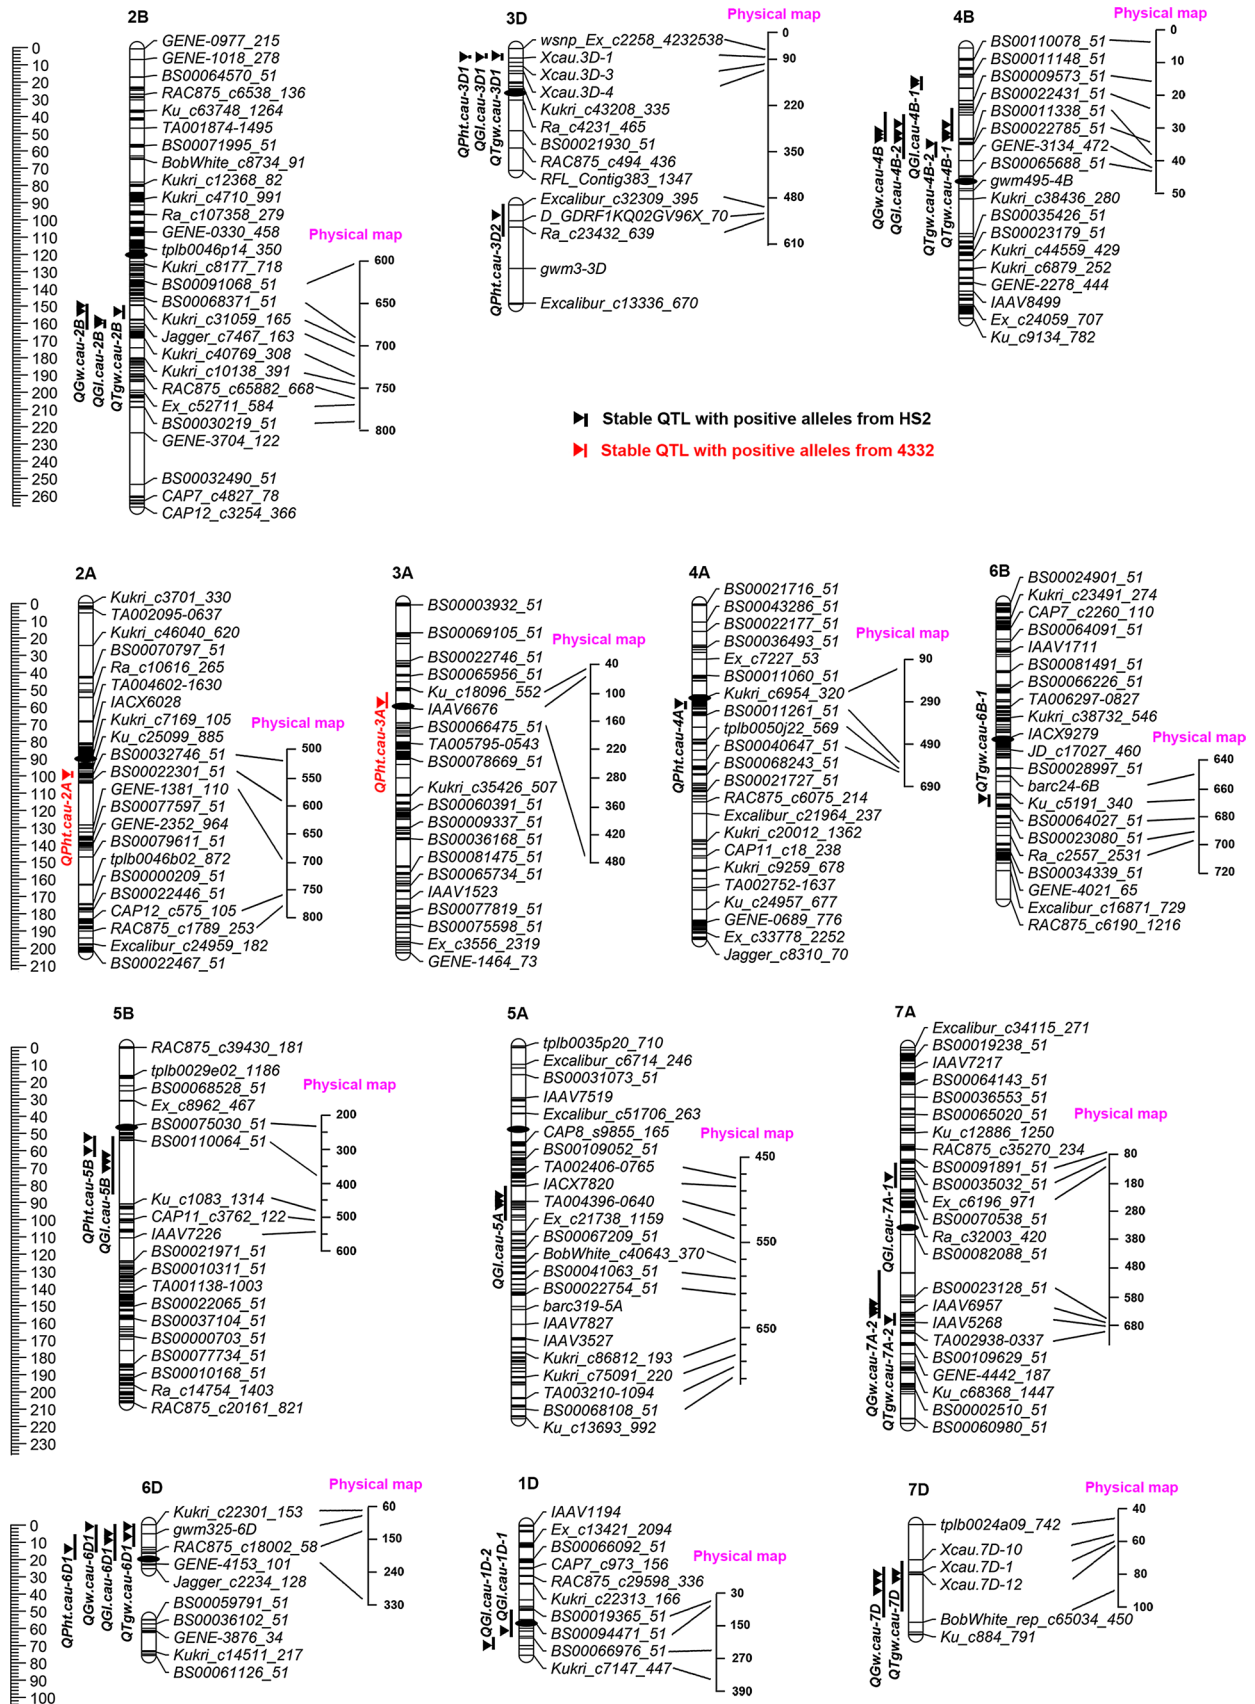 2B
0
10
20
30
40
50
60
70
80
90
100
110
120
130
140
150
160
170
180
190
200
210
220
230
240
250
260
GENE-0977_215
GENE-1018_278
BS00064570_51
RAC875_c6538_136
Ku_c63748_1264
TA001874-1495
BS00071995_51
BobWhite_c8734_91
Kukri_c12368_82
Kukri_c4710_991
Ra_c107358_279
GENE-0330_458
tplb0046p14_350
Kukri_c8177_718
BS00091068_51
BS00068371_51
Kukri_c31059_165
Jagger_c7467_163
Kukri_c40769_308
Kukri_c10138_391
RAC875_c65882_668
Ex_c52711_584
BS00030219_51
GENE-3704_122
BS00032490_51
CAP7_c4827_78
CAP12_c3254_366
QGw.cau-2B
QGl.cau-2B
QTgw.cau-2B
Physical map
600
650
700
750
800
3D
wsnp_Ex_c2258_4232538
Xcau.3D-1
Xcau.3D-3
Xcau.3D-4
Kukri_c43208_335
Ra_c4231_465
BS00021930_51
RAC875_c494_436
RFL_Contig383_1347
Excalibur_c32309_395
D_GDRF1KQ02GV96X_70
Ra_c23432_639
gwm3-3D
Excalibur_c13336_670
QPht.cau-3D1
QGl.cau-3D1
QTgw.cau-3D1
QPht.cau-3D2
Physical map
0
90
220
350
480
610
4B
BS00110078_51
BS00011148_51
BS00009573_51
BS00022431_51
BS00011338_51
BS00022785_51
GENE-3134_472
BS00065688_51
gwm495-4B
Kukri_c38436_280
BS00035426_51
BS00023179_51
Kukri_c44559_429
Kukri_c6879_252
GENE-2278_444
IAAV8499
Ex_c24059_707
Ku_c9134_782
QGw.cau-4B
QGl.cau-4B-2
QGl.cau-4B-1
QTgw.cau-4B-2
QTgw.cau-4B-1
Physical map
0
10
20
30
40
50
Stable QTL with positive alleles from HS2
Stable QTL with positive alleles from 4332
2A
0
10
20
30
40
50
60
70
80
90
100
110
120
130
140
150
160
170
180
190
200
210
Kukri_c3701_330
TA002095-0637
Kukri_c46040_620
BS00070797_51
Ra_c10616_265
TA004602-1630
IACX6028
Kukri_c7169_105
Ku_c25099_885
BS00032746_51
BS00022301_51
GENE-1381_110
BS00077597_51
GENE-2352_964
BS00079611_51
tplb0046b02_872
BS00000209_51
BS00022446_51
CAP12_c575_105
RAC875_c1789_253
Excalibur_c24959_182
BS00022467_51
QPht.cau-2A
Physical map
500
550
600
650
700
750
800
3A
BS00003932_51
BS00069105_51
BS00022746_51
BS00065956_51
Ku_c18096_552
IAAV6676
BS00066475_51
TA005795-0543
BS00078669_51
Kukri_c35426_507
BS00060391_51
BS00009337_51
BS00036168_51
BS00081475_51
BS00065734_51
IAAV1523
BS00077819_51
BS00075598_51
Ex_c3556_2319
GENE-1464_73
QPht.cau-3A
Physical map
40
100
160
220
280
360
420
480
4A
BS00021716_51
BS00043286_51
BS00022177_51
BS00036493_51
Ex_c7227_53
BS00011060_51
Kukri_c6954_320
BS00011261_51
tplb0050j22_569
BS00040647_51
BS00068243_51
BS00021727_51
RAC875_c6075_214
Excalibur_c21964_237
Kukri_c20012_1362
CAP11_c18_238
Kukri_c9259_678
TA002752-1637
Ku_c24957_677
GENE-0689_776
Ex_c33778_2252
Jagger_c8310_70
QPht.cau-4A
Physical map
90
290
490
690
6B
BS00024901_51
Kukri_c23491_274
CAP7_c2260_110
BS00064091_51
IAAV1711
BS00081491_51
BS00066226_51
TA006297-0827
Kukri_c38732_546
IACX9279
JD_c17027_460
BS00028997_51
barc24-6B
Ku_c5191_340
BS00064027_51
BS00023080_51
Ra_c2557_2531
BS00034339_51
GENE-4021_65
Excalibur_c16871_729
RAC875_c6190_1216
QTgw.cau-6B-1
Physical map
640
660
680
700
720
5B
0
10
20
30
40
50
60
70
80
90
100
110
120
130
140
150
160
170
180
190
200
210
220
230
RAC875_c39430_181
tplb0029e02_1186
BS00068528_51
Ex_c8962_467
BS00075030_51
BS00110064_51
Ku_c1083_1314
CAP11_c3762_122
IAAV7226
BS00021971_51
BS00010311_51
TA001138-1003
BS00022065_51
BS00037104_51
BS00000703_51
BS00077734_51
BS00010168_51
Ra_c14754_1403
RAC875_c20161_821
QPht.cau-5B
QGl.cau-5B
Physical map
200
300
400
500
600
5A
tplb0035p20_710
Excalibur_c6714_246
BS00031073_51
IAAV7519
Excalibur_c51706_263
CAP8_s9855_165
BS00109052_51
TA002406-0765
IACX7820
TA004396-0640
Ex_c21738_1159
BS00067209_51
BobWhite_c40643_370
BS00041063_51
BS00022754_51
barc319-5A
IAAV7827
IAAV3527
Kukri_c86812_193
Kukri_c75091_220
TA003210-1094
BS00068108_51
Ku_c13693_992
QGl.cau-5A
Physical map
450
550
650
7A
Excalibur_c34115_271
BS00019238_51
IAAV7217
BS00064143_51
BS00036553_51
BS00065020_51
Ku_c12886_1250
RAC875_c35270_234
BS00091891_51
BS00035032_51
Ex_c6196_971
BS00070538_51
Ra_c32003_420
BS00082088_51
BS00023128_51
IAAV6957
IAAV5268
TA002938-0337
BS00109629_51
GENE-4442_187
Ku_c68368_1447
BS00002510_51
BS00060980_51
QGl.cau-7A-1
QGw.cau-7A-2
QTgw.cau-7A-2
Physical map
80
180
280
380
480
580
680
6D
0
10
20
30
40
50
60
70
80
90
100
Kukri_c22301_153
gwm325-6D
RAC875_c18002_58
GENE-4153_101
Jagger_c2234_128
BS00059791_51
BS00036102_51
GENE-3876_34
Kukri_c14511_217
BS00061126_51
QPht.cau-6D1
QGw.cau-6D1
QGl.cau-6D1
QTgw.cau-6D1
Physical map
60
150
240
330
1D
IAAV1194
Ex_c13421_2094
BS00066092_51
CAP7_c973_156
RAC875_c29598_336
Kukri_c22313_166
BS00019365_51
BS00094471_51
BS00066976_51
Kukri_c7147_447
QGl.cau-1D-2
QGl.cau-1D-1
Physical map
30
150
270
390
7D
tplb0024a09_742
Xcau.7D-10
Xcau.7D-1
Xcau.7D-12
BobWhite_rep_c65034_450
Ku_c884_791
QGw.cau-7D
QTgw.cau-7D
Physical map
40
60
80
100